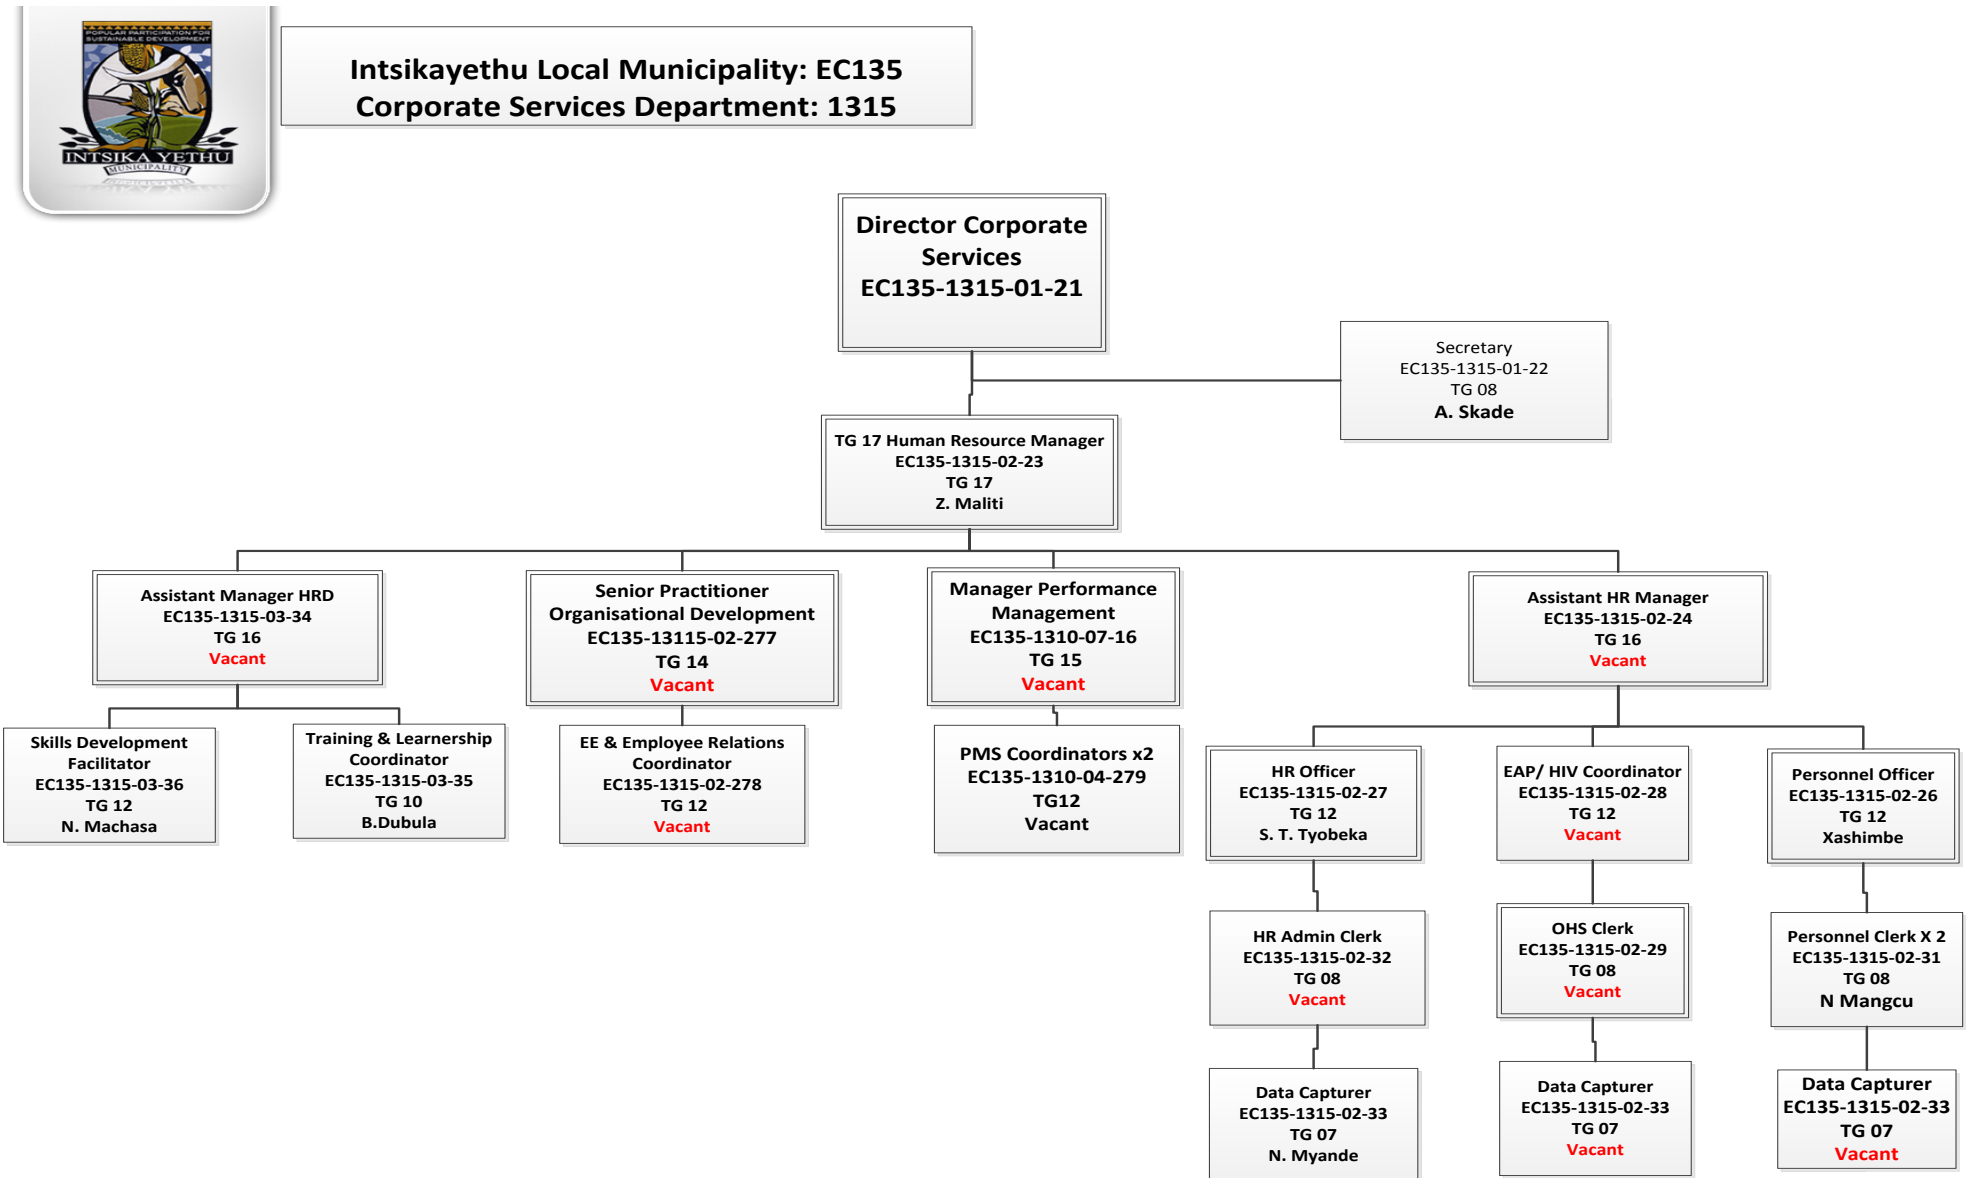 POPULAR PARTICIPATION FOR
SUSTAINABLE DEVELOPMENT
INTSIKA YETHU
MUNICIPALITY
Intsikayethu Local Municipality: EC135
Corporate Services Department: 1315
Director Corporate
Services
EC135-1315-01-21
Secretary
EC135-1315-01-22
TG 08
A. Skade
TG 17 Human Resource Manager
EC135-1315-02-23
TG 17
Z. Maliti
Assistant Manager HRD
EC135-1315-03-34
TG 16
Vacant
Senior Practitioner
Organisational Development
EC135-13115-02-277
TG 14
Vacant
Manager Performance
Management
EC135-1310-07-16
TG 15
Vacant
Assistant HR Manager
EC135-1315-02-24
TG 16
Vacant
Skills Development
Facilitator
EC135-1315-03-36
TG 12
N. Machasa
Training & Learnership
Coordinator
EC135-1315-03-35
TG 10
B.Dubula
EE & Employee Relations
Coordinator
EC135-1315-02-278
TG 12
Vacant
PMS Coordinators x2
EC135-1310-04-279
TG12
Vacant
HR Officer
EC135-1315-02-27
TG 12
S. T. Tyobeka
EAP/ HIV Coordinator
EC135-1315-02-28
TG 12
Vacant
Personnel Officer
EC135-1315-02-26
TG 12
Xashimbe
HR Admin Clerk
EC135-1315-02-32
TG 08
Vacant
OHS Clerk
EC135-1315-02-29
TG 08
Vacant
Personnel Clerk X 2
EC135-1315-02-31
TG 08
N Mangcu
Data Capturer
EC135-1315-02-33
TG 07
N. Myande
Data Capturer
EC135-1315-02-33
TG 07
Vacant
Data Capturer
EC135-1315-02-33
TG 07
Vacant